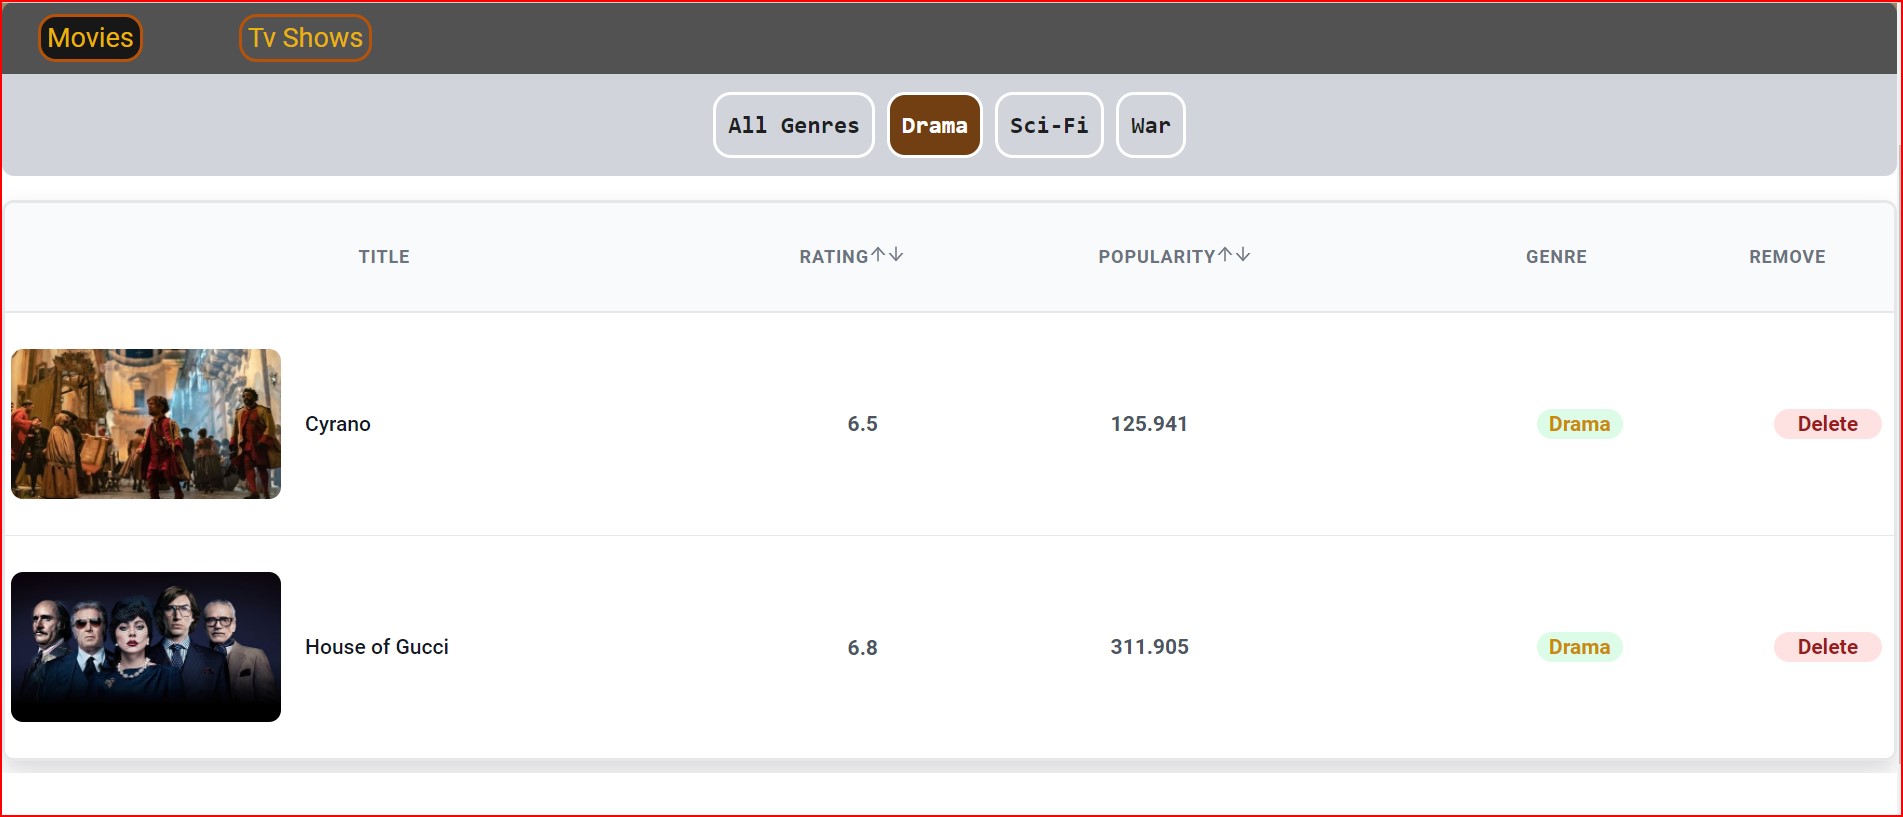 Movies Tv Shows
All Genres Drama Sci-Fi War
TITLE RATING↑↓ POPULARITY↑↓ GENRE REMOVE
Cyrano 6.5 125.941 Drama Delete
House of Gucci 6.8 311.905 Drama Delete